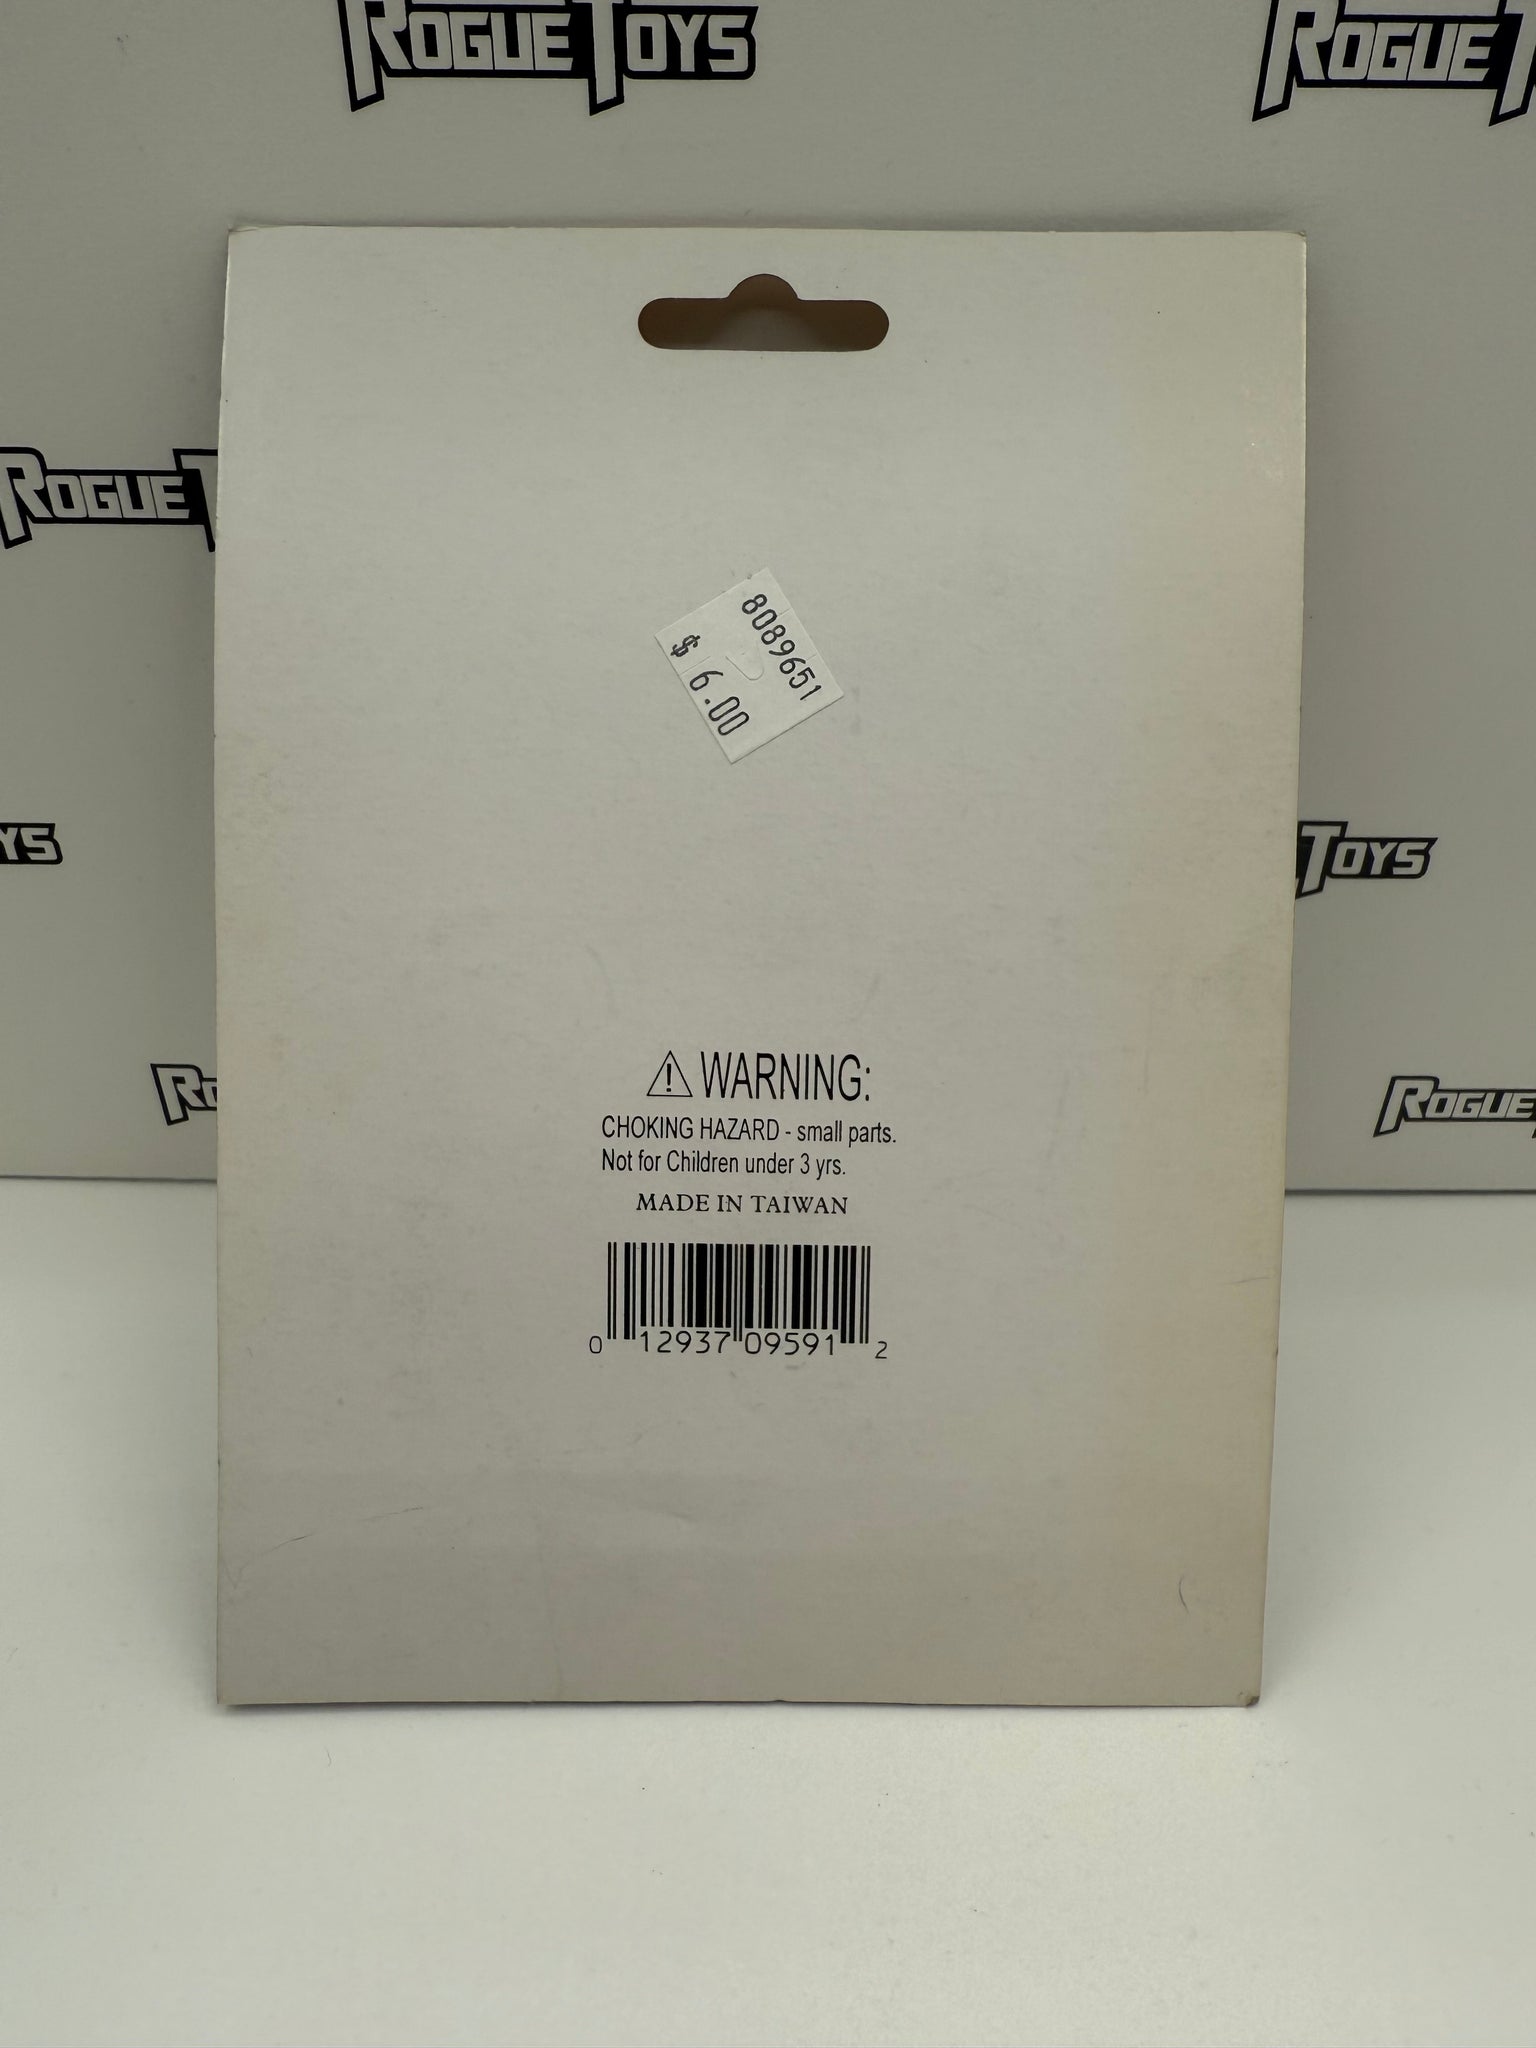 ROGUE TOYS
ROGUE T
ROGUE T
8089651
$ 6.00
YS
TOYS
⚠ WARNING:
CHOKING HAZARD - small parts.
Not for Children under 3 yrs.
MADE IN TAIWAN
RO
ROGUE
0 12937 09591 2